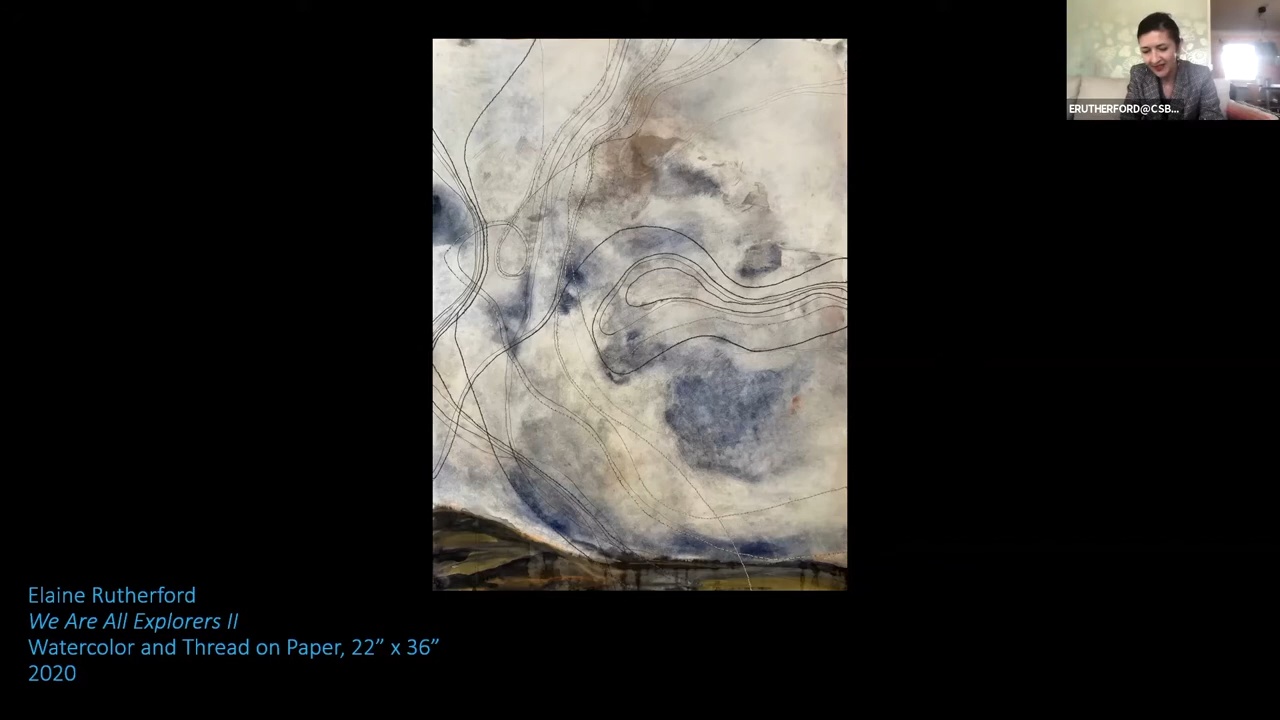 ERUTHERFORD@CSB...
Elaine Rutherford
We Are All Explorers II
Watercolor and Thread on Paper, 22” x 36”
2020